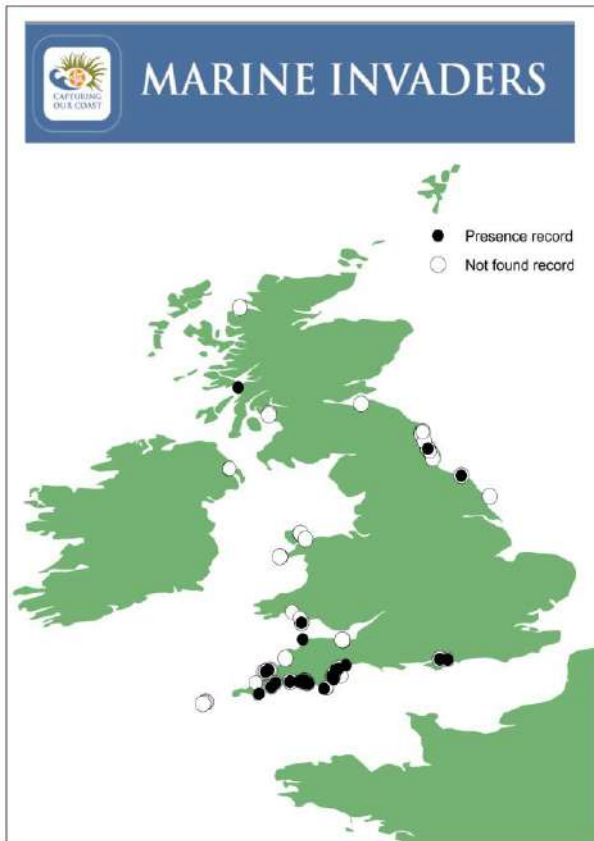 MARINE INVADERS
CAPTURING
OUR COAST
Presence record
Not found record